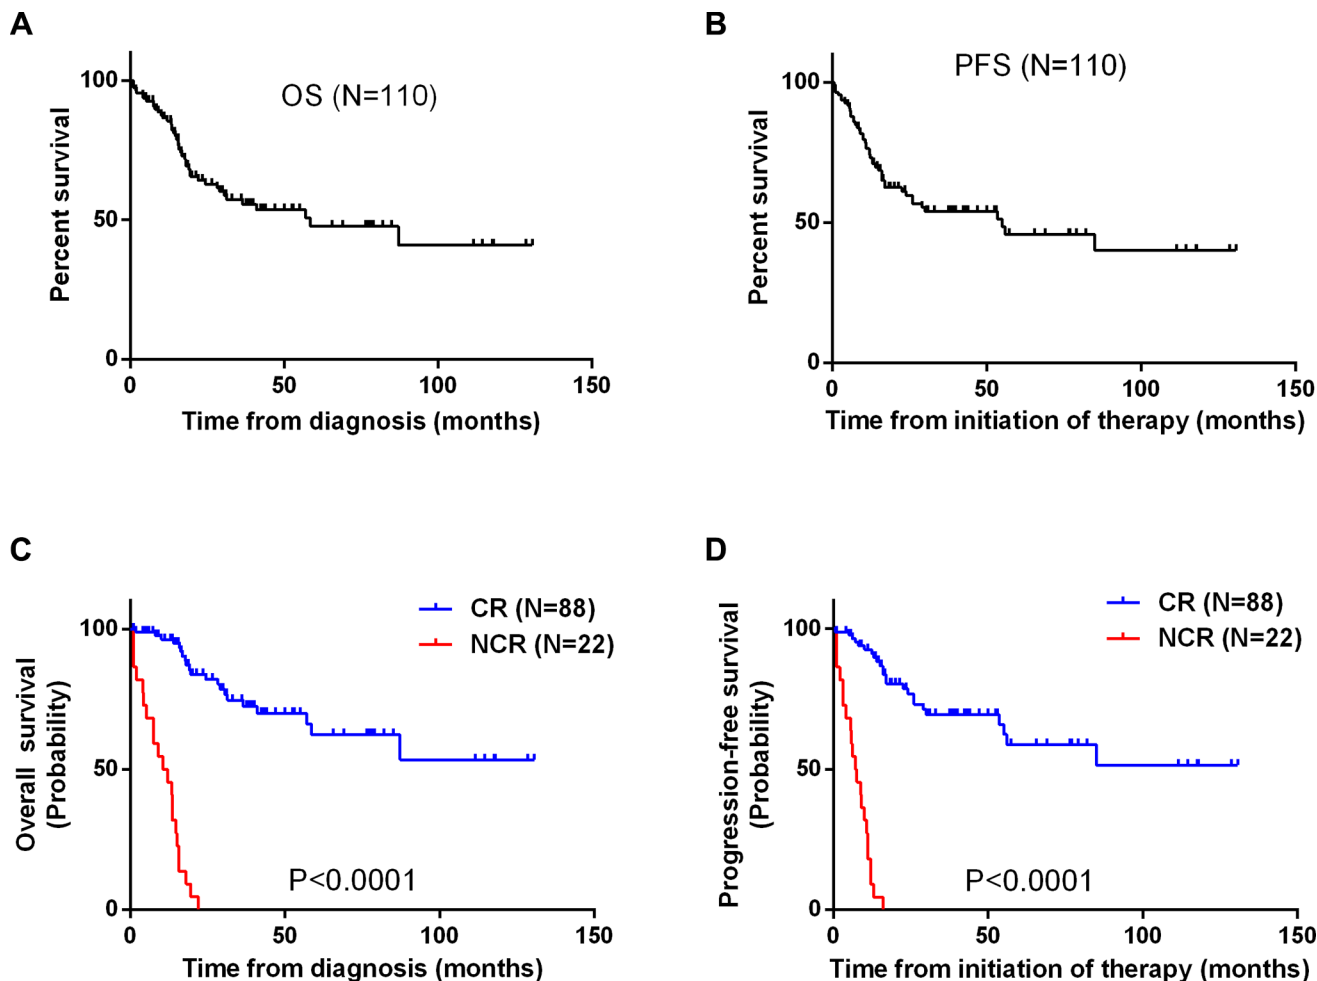 A
OS (N=110)
Percent survival
100
50
0
0 50 100 150
Time from diagnosis (months)
B
PFS (N=110)
Percent survival
100
50
0
0 50 100 150
Time from initiation of therapy (months)
C
CR (N=88)
NCR (N=22)
Overall survival
(Probability)
100
50
0
P<0.0001
0 50 100 150
Time from diagnosis (months)
D
CR (N=88)
NCR (N=22)
Progression-free survival
(Probability)
100
50
0
P<0.0001
0 50 100 150
Time from initiation of therapy (months)